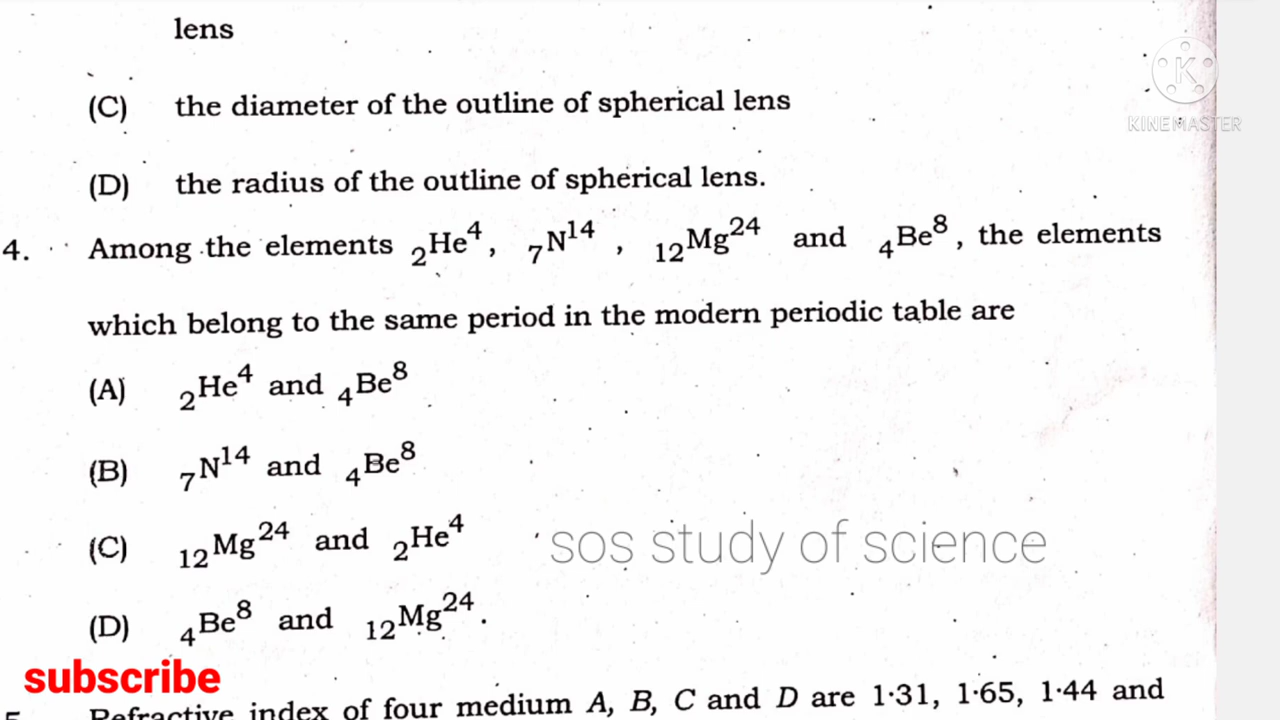 lens
(C) the diameter of the outline of spherical lens
(D) the radius of the outline of spherical lens.
4. Among the elements ₂He⁴, ₇N¹⁴, ₁₂Mg²⁴ and ₄Be⁸, the elements
which belong to the same period in the modern periodic table are
(A) ₂He⁴ and ₄Be⁸
(B) ₇N¹⁴ and ₄Be⁸
(C) ₁₂Mg²⁴ and ₂He⁴
(D) ₄Be⁸ and ₁₂Mg²⁴.
Refractive index of four medium A, B, C and D are 1·31, 1·65, 1·44 and
K
KINEMASTER
sos study of science
subscribe